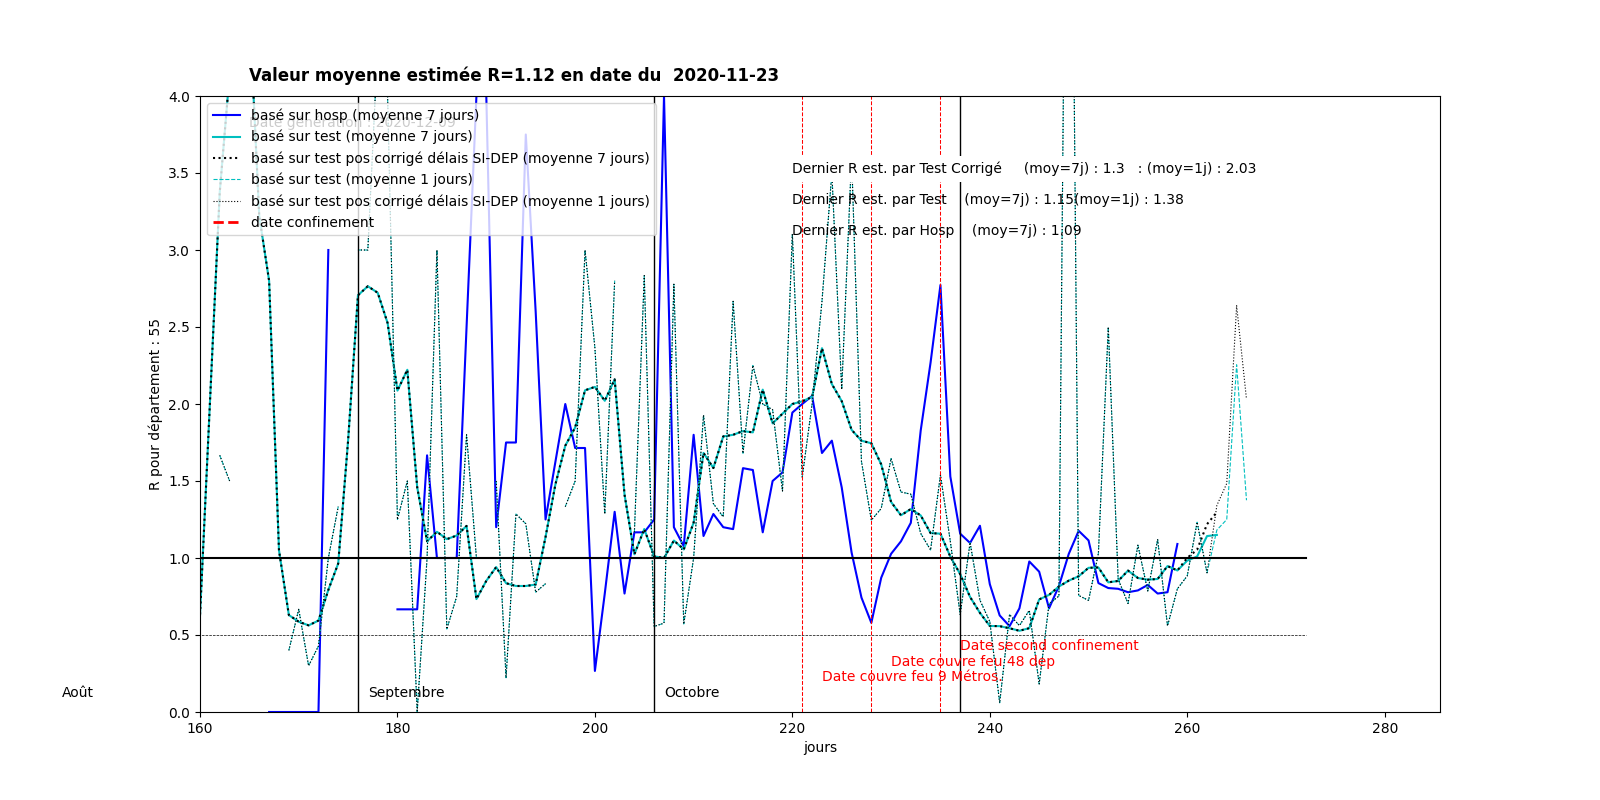 Valeur moyenne estimée R=1.12 en date du  2020-11-23
Date génération : 2020-12-09
basé sur hosp (moyenne 7 jours)
basé sur test (moyenne 7 jours)
basé sur test pos corrigé délais SI-DEP (moyenne 7 jours)
basé sur test (moyenne 1 jours)
basé sur test pos corrigé délais SI-DEP (moyenne 1 jours)
date confinement
Dernier R est. par Test Corrigé (moy=7j) : 1.3 : (moy=1j) : 2.03
Dernier R est. par Test (moy=7j) : 1.15(moy=1j) : 1.38
Dernier R est. par Hosp (moy=7j) : 1.09
4.0
3.5
3.0
2.5
2.0
1.5
1.0
0.5
0.0
R pour département : 55
Date second confinement
Date couvre feu 48 dep
Date couvre feu 9 Métros.
Août
Septembre
Octobre
160 180 200 220 240 260 280
jours